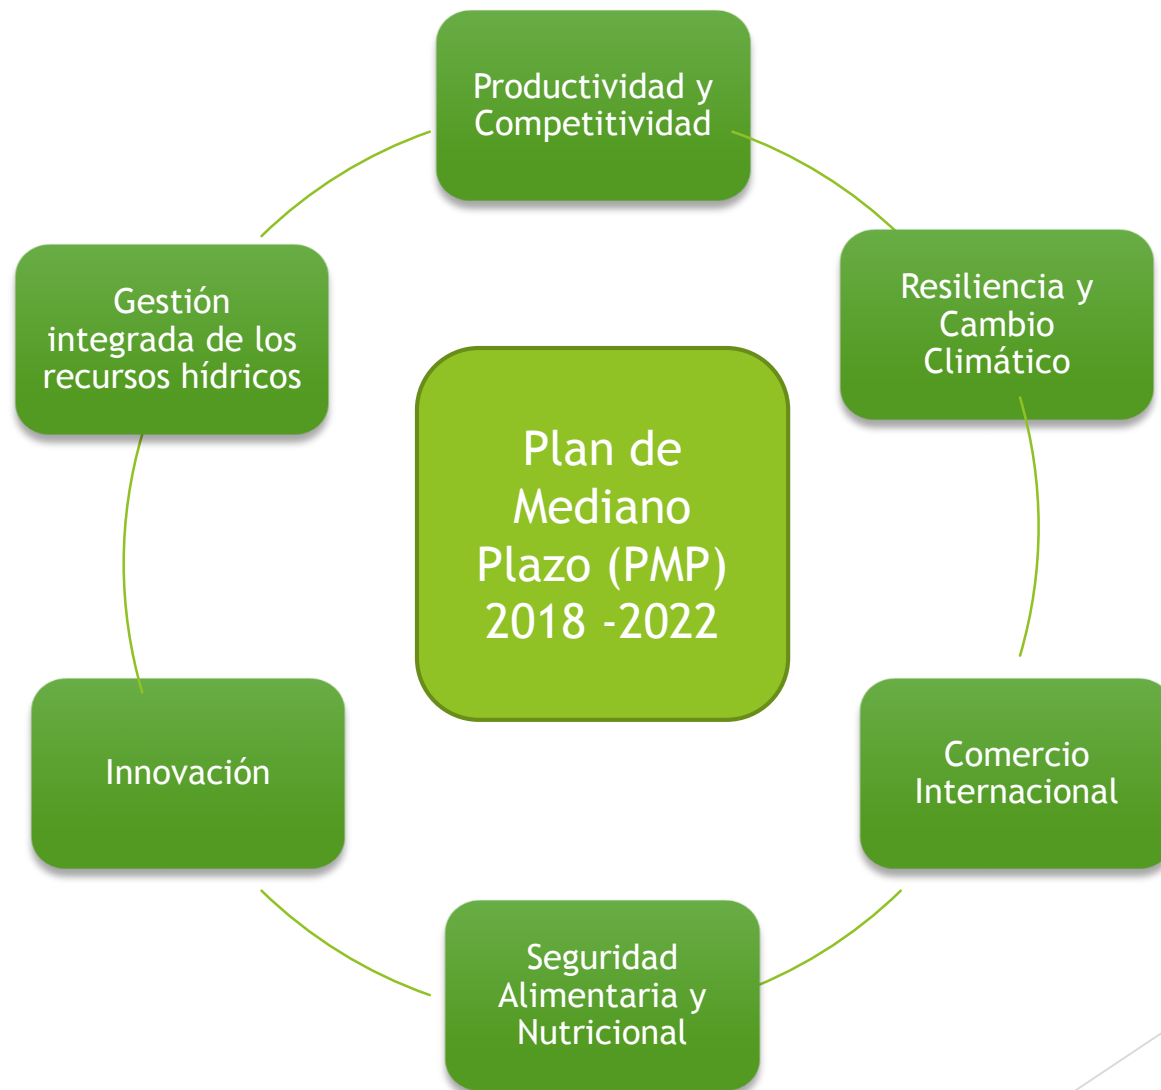 Productividad y
Competitividad
Gestión
integrada de los
recursos hídricos
Resiliencia y
Cambio
Climático
Plan de
Mediano
Plazo (PMP)
2018 -2022
Innovación
Comercio
Internacional
Seguridad
Alimentaria y
Nutricional